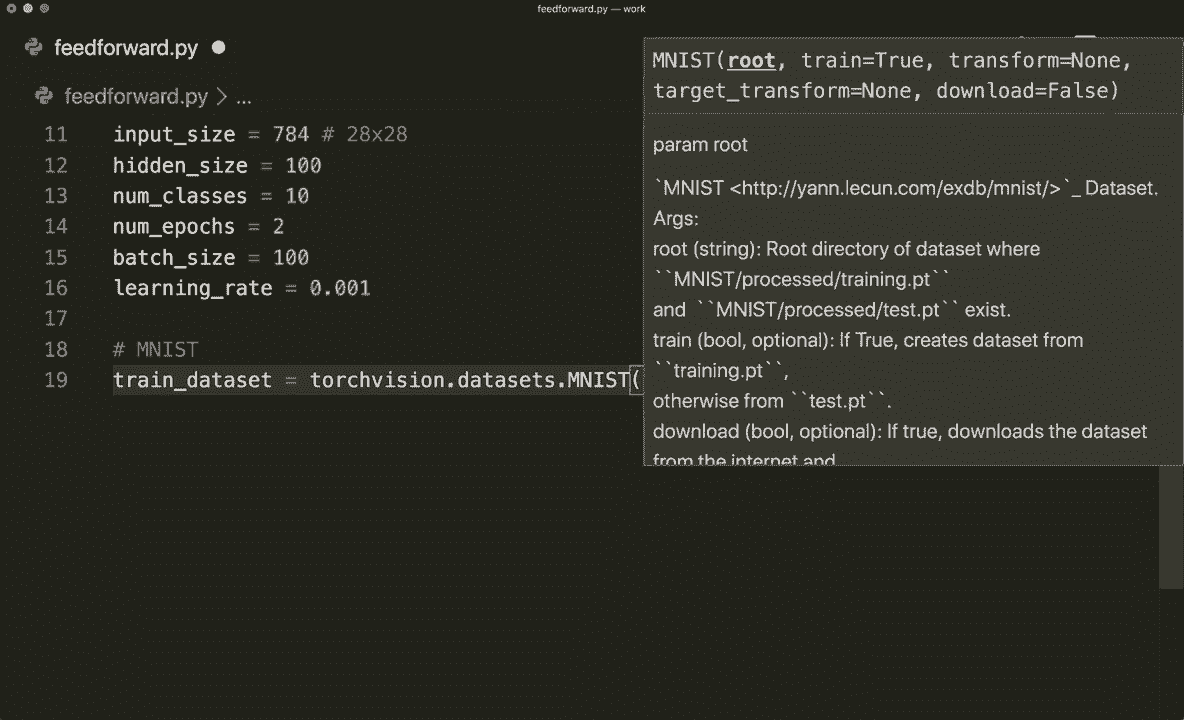 feedforward.py — work
feedforward.py
feedforward.py > ...
11 input_size = 784 # 28x28
12 hidden_size = 100
13 num_classes = 10
14 num_epochs = 2
15 batch_size = 100
16 learning_rate = 0.001
17
18 # MNIST
19 train_dataset = torchvision.datasets.MNIST(
MNIST(root, train=True, transform=None,
target_transform=None, download=False)
param root
`MNIST <http://yann.lecun.com/exdb/mnist/>`_ Dataset.
Args:
root (string): Root directory of dataset where
``MNIST/processed/training.pt``
and ``MNIST/processed/test.pt`` exist.
train (bool, optional): If True, creates dataset from
``training.pt``,
otherwise from ``test.pt``.
download (bool, optional): If true, downloads the dataset
from the internet and